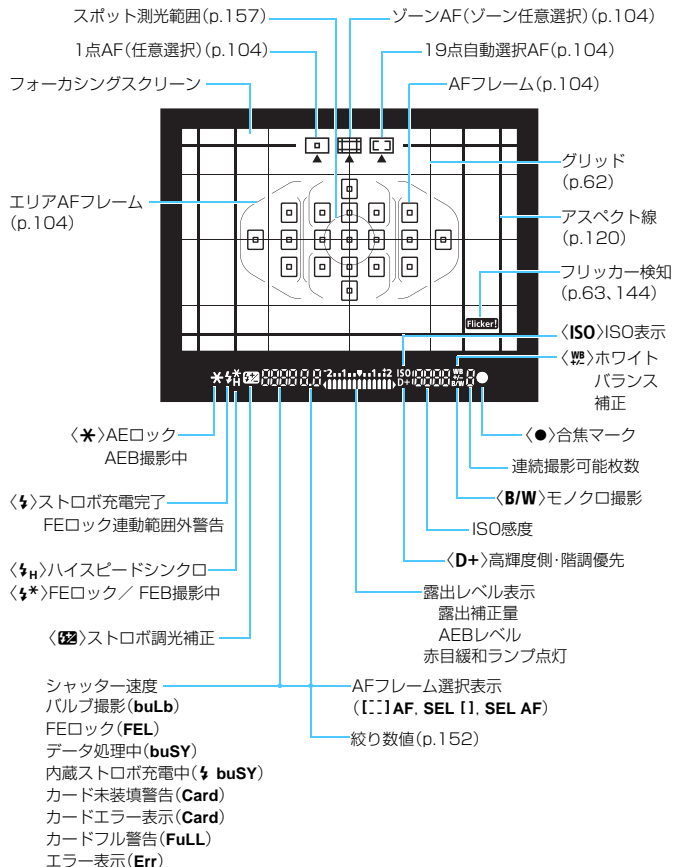 スポット測光範囲(p.157)
ゾーンAF(ゾーン任意選択)(p.104)
1点AF(任意選択)(p.104)
19点自動選択AF(p.104)
フォーカシングスクリーン
AFフレーム(p.104)
グリッド
(p.62)
エリアAFフレーム
(p.104)
アスペクト線
(p.120)
フリッカー検知
(p.63、144)
Flicker!
〈ISO〉ISO表示
〈WB+/-〉ホワイト
バランス
補正
-2..1..▼..1..+2 ISO WB+/-
D+ B/W
〈✱〉AEロック
AEB撮影中
〈●〉合焦マーク
連続撮影可能枚数
〈⚡〉ストロボ充電完了
FEロック連動範囲外警告
〈B/W〉モノクロ撮影
ISO感度
〈⚡H〉ハイスピードシンクロ
〈⚡*〉FEロック／ FEB撮影中
〈D+〉高輝度側・階調優先
露出レベル表示
露出補正量
AEBレベル
赤目緩和ランプ点灯
〈⚡±〉ストロボ調光補正
シャッター速度
バルブ撮影(buLb)
FEロック(FEL)
データ処理中(buSY)
内蔵ストロボ充電中(⚡ buSY)
カード未装填警告(Card)
カードエラー表示(Card)
カードフル警告(FuLL)
エラー表示(Err)
AFフレーム選択表示
([ ] AF, SEL [ ], SEL AF)
絞り数値(p.152)